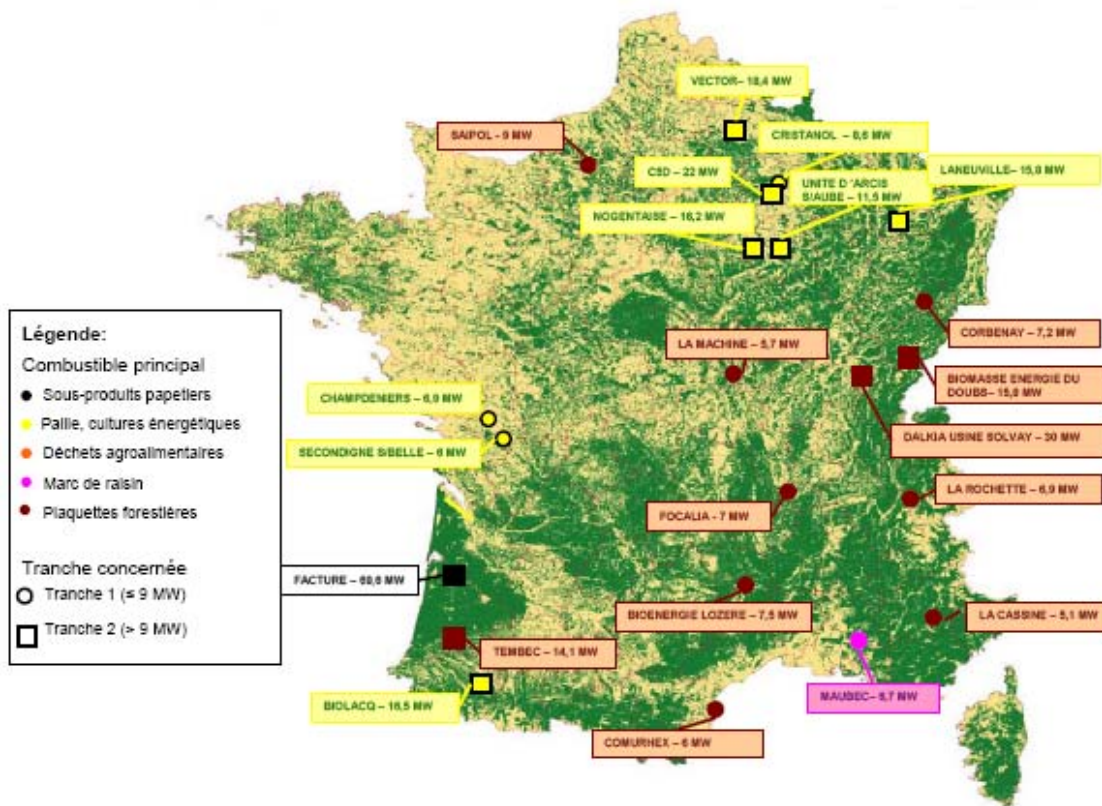 VECTOR– 18,4 MW
SAIPOL - 9 MW
CRISTANOL – 8,6 MW
C5D – 22 MW
UNITE D 'ARCIS
S/AUBE – 11,5 MW
LANEUVILLE– 15,8 MW
NOGENTAISE – 16,2 MW
CORBENAY – 7,2 MW
LA MACHINE – 5,7 MW
BIOMASSE ENERGIE DU
DOUBS– 15,8 MW
CHAMPDENIERS – 6,9 MW
DALKIA USINE SOLVAY – 30 MW
SECONDIGNE S/BELLE – 6 MW
LA ROCHETTE – 6,9 MW
FOCALIA – 7 MW
FACTURE – 69,6 MW
BIOENERGIE LOZERE – 7,5 MW
LA CASSINE – 5,1 MW
TEMBEC – 14,1 MW
MAUBEC– 6,7 MW
BIOLACQ – 16,5 MW
COMURHEX – 6 MW
Légende:
Combustible principal
Sous-produits papetiers
Paille, cultures énergétiques
Déchets agroalimentaires
Marc de raisin
Plaquettes forestières
Tranche concernée
Tranche 1 (≤ 9 MW)
Tranche 2 (> 9 MW)